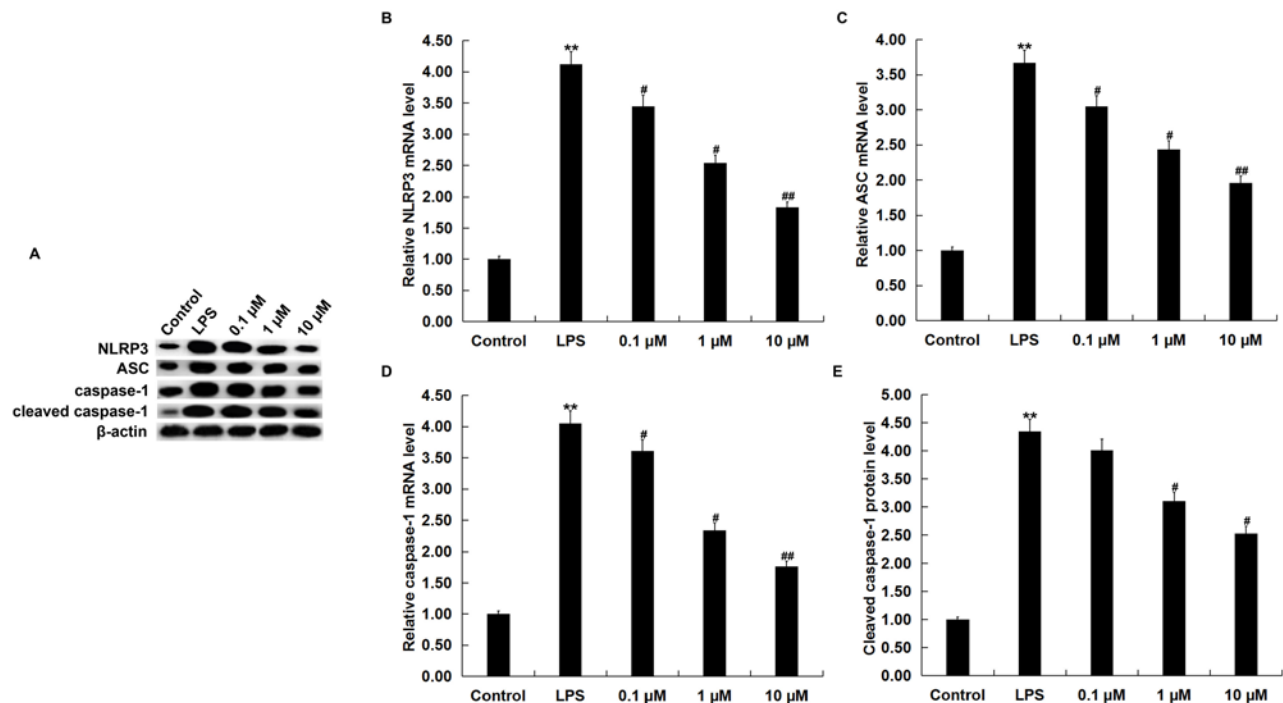 A
Control
LPS
0.1 µM
1 µM
10 µM
NLRP3
ASC
caspase-1
cleaved caspase-1
β-actin
B
Relative NLRP3 mRNA level
4.50
4.00
3.50
3.00
2.50
2.00
1.50
1.00
0.50
0.00
**
#
#
##
Control LPS 0.1 µM 1 µM 10 µM
C
Relative ASC mRNA level
4.00
3.50
3.00
2.50
2.00
1.50
1.00
0.50
0.00
**
#
#
##
Control LPS 0.1 µM 1 µM 10 µM
D
Relative caspase-1 mRNA level
4.50
4.00
3.50
3.00
2.50
2.00
1.50
1.00
0.50
0.00
**
#
#
##
Control LPS 0.1 µM 1 µM 10 µM
E
Cleaved caspase-1 protein level
5.00
4.50
4.00
3.50
3.00
2.50
2.00
1.50
1.00
0.50
0.00
**
#
#
Control LPS 0.1 µM 1 µM 10 µM